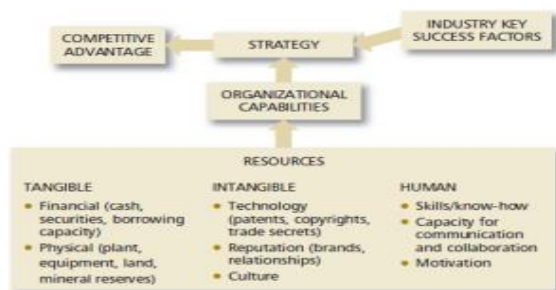 INDUSTRY KEY
SUCCESS FACTORS
COMPETITIVE
ADVANTAGE
STRATEGY
ORGANIZATIONAL
CAPABILITIES
RESOURCES
TANGIBLE
• Financial (cash,
securities, borrowing
capacity)
• Physical (plant,
equipment, land,
mineral reserves)
INTANGIBLE
• Technology
(patents, copyrights,
trade secrets)
• Reputation (brands,
relationships)
• Culture
HUMAN
• Skills/know-how
• Capacity for
communication
and collaboration
• Motivation